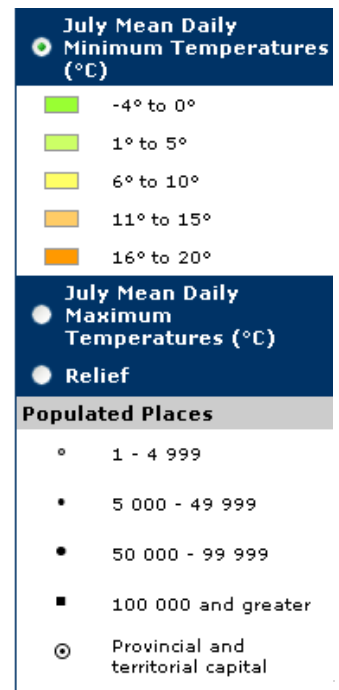 July Mean Daily
Minimum Temperatures
(°C)
-4° to 0°
1° to 5°
6° to 10°
11° to 15°
16° to 20°
July Mean Daily
Maximum
Temperatures (°C)
Relief
Populated Places
1 - 4 999
5 000 - 49 999
50 000 - 99 999
100 000 and greater
Provincial and
territorial capital